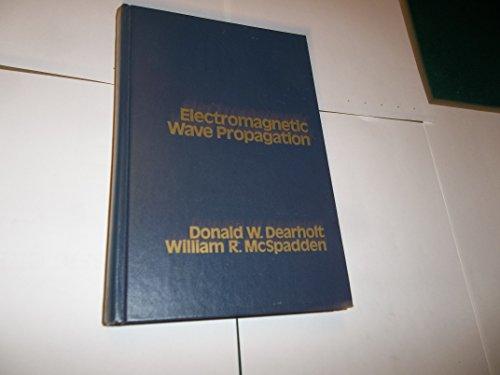 Electromagnetic
Wave Propagation
Donald W. Dearholt
William R. McSpadden